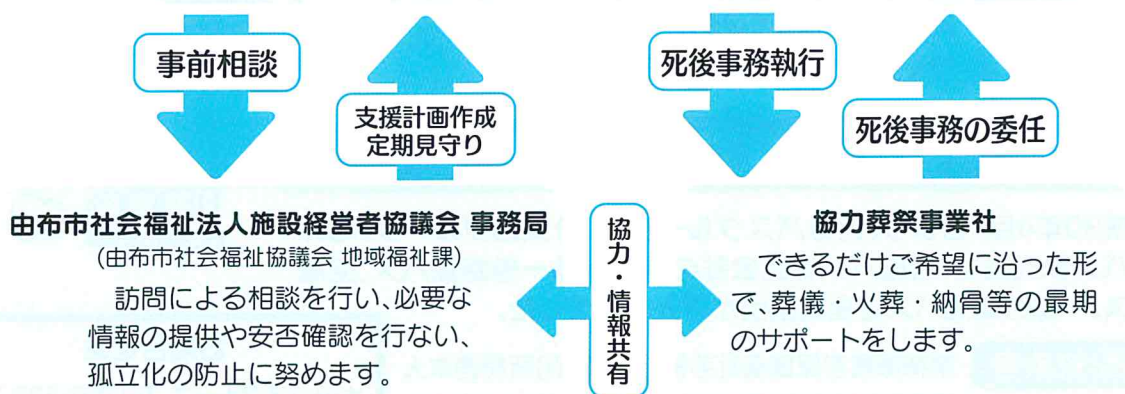 事前相談
支援計画作成
定期見守り
死後事務執行
死後事務の委任
由布市社会福祉法人施設経営者協議会 事務局
(由布市社会福祉協議会 地域福祉課)
訪問による相談を行い、必要な
情報の提供や安否確認を行ない、
孤立化の防止に努めます。
協力・情報共有
協力葬祭事業社
できるだけご希望に沿った形
で、葬儀・火葬・納骨等の最期
のサポートをします。